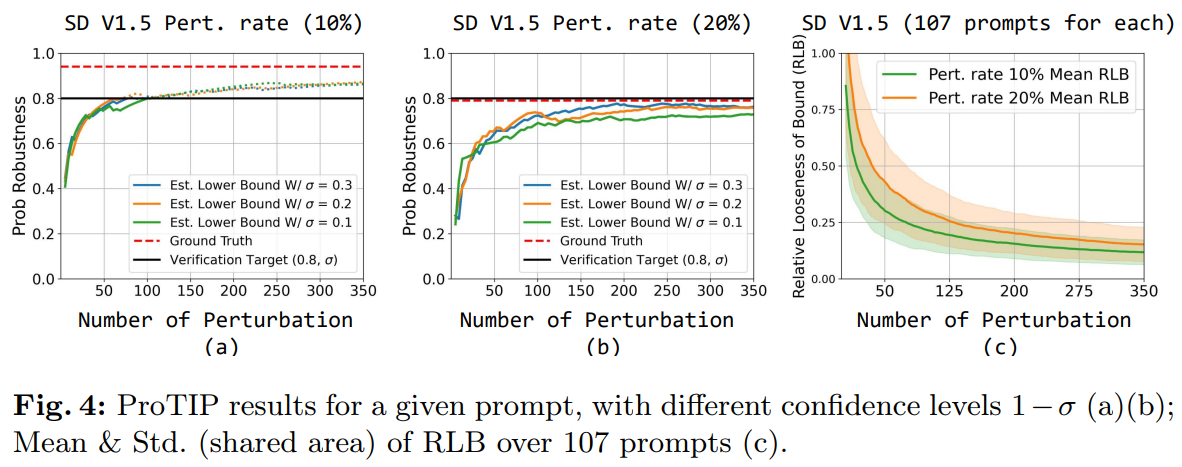 SD V1.5 Pert. rate (10%)
Prob Robustness
1.0
0.8
0.6
0.4
0.2
0.0
Est. Lower Bound W/ σ = 0.3
Est. Lower Bound W/ σ = 0.2
Est. Lower Bound W/ σ = 0.1
Ground Truth
Verification Target (0.8, σ)
50 100 150 200 250 300 350
Number of Perturbation
(a)
SD V1.5 Pert. rate (20%)
Prob Robustness
1.0
0.8
0.6
0.4
0.2
0.0
Est. Lower Bound W/ σ = 0.3
Est. Lower Bound W/ σ = 0.2
Est. Lower Bound W/ σ = 0.1
Ground Truth
Verification Target (0.8, σ)
50 100 150 200 250 300 350
Number of Perturbation
(b)
SD V1.5 (107 prompts for each)
Relative Looseness of Bound (RLB)
1.00
0.75
0.50
0.25
0.00
Pert. rate 10% Mean RLB
Pert. rate 20% Mean RLB
50 125 200 275 350
Number of Perturbation
(c)
Fig. 4: ProTIP results for a given prompt, with different confidence levels 1−σ (a)(b);
Mean & Std. (shared area) of RLB over 107 prompts (c).